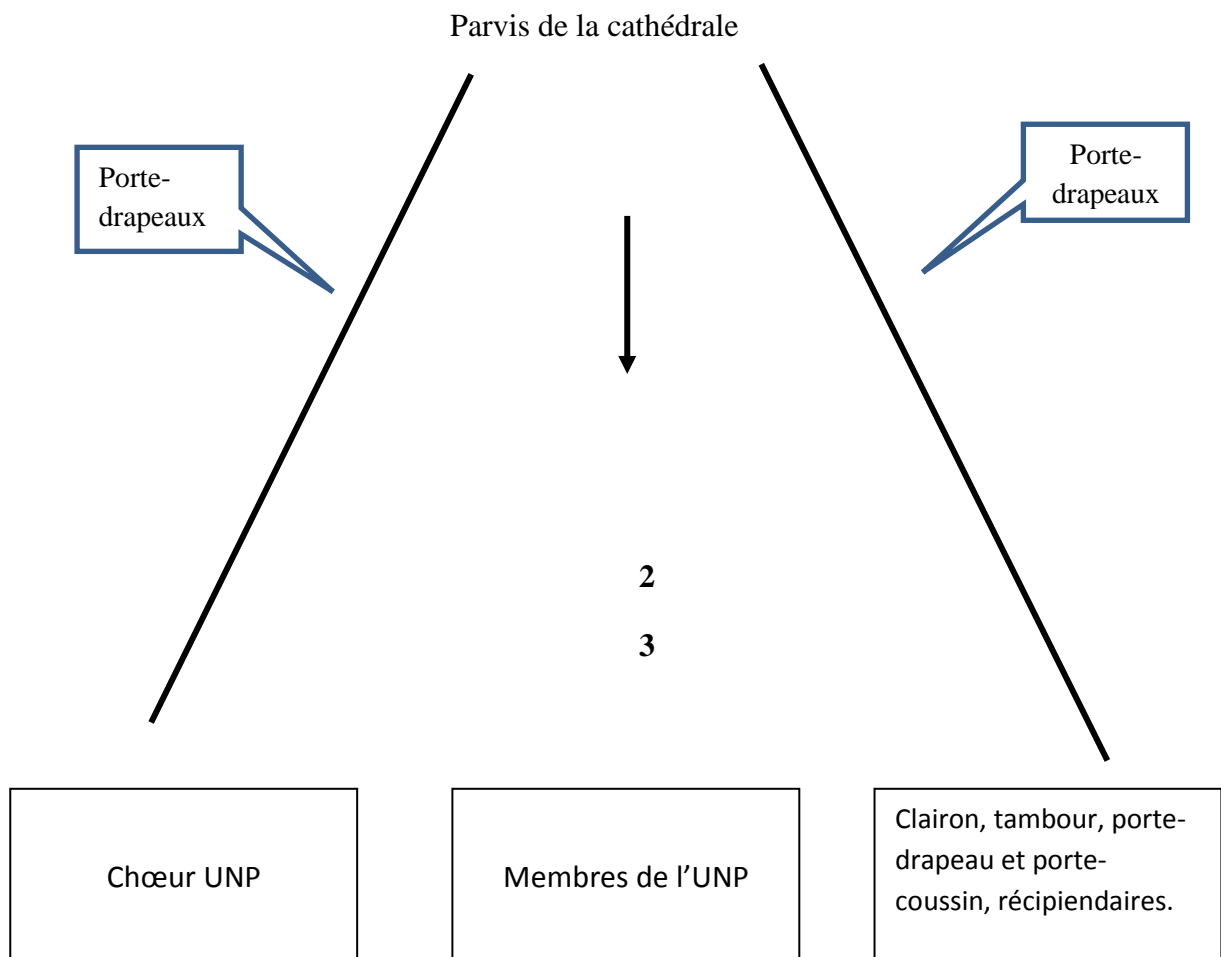 Parvis de la cathédrale
Porte-
drapeaux
Porte-
drapeaux
2
3
Chœur UNP
Membres de l’UNP
Clairon, tambour, porte-
drapeau et porte-
coussin, récipiendaires.